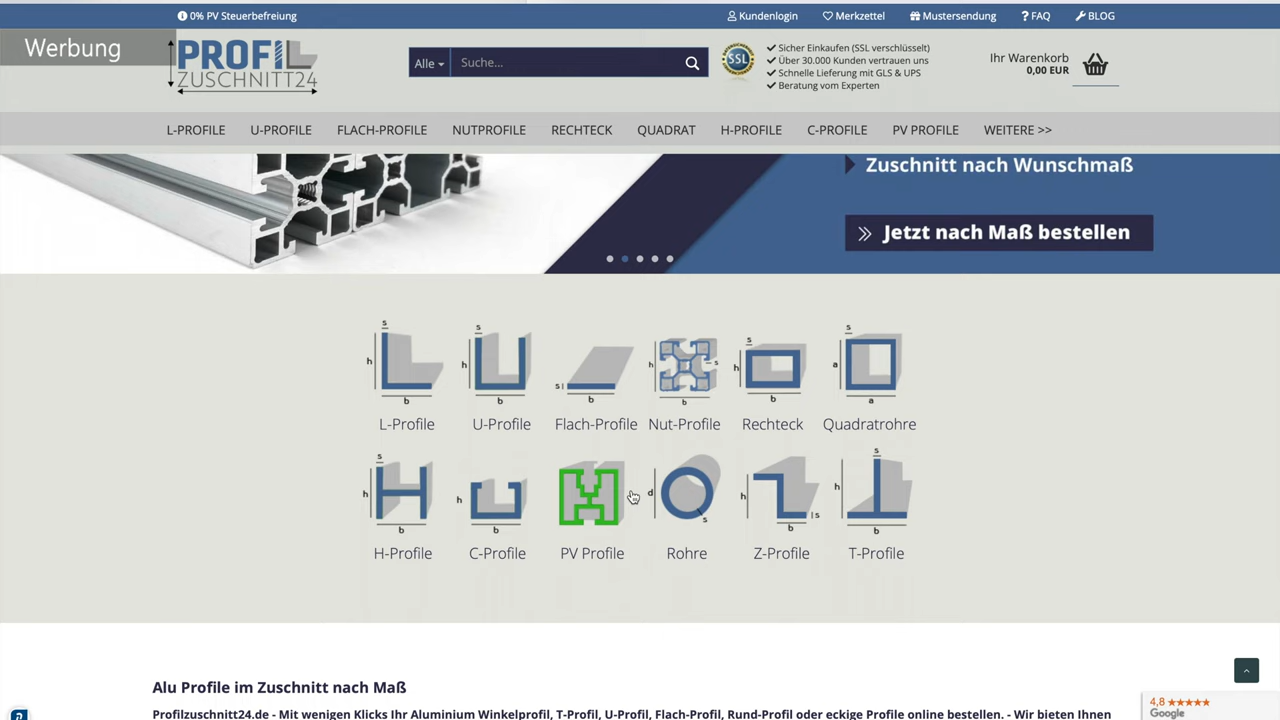 0% PV Steuerbefreiung
Kundenlogin
Merkzettel
Mustersendung
FAQ
BLOG
Werbung
PROFIL
ZUSCHNITT24
Alle
Suche...
SSL
Sicher Einkaufen (SSL verschlüsselt)
Über 30.000 Kunden vertrauen uns
Schnelle Lieferung mit GLS & UPS
Beratung vom Experten
Ihr Warenkorb
0,00 EUR
L-PROFILE
U-PROFILE
FLACH-PROFILE
NUTPROFILE
RECHTECK
QUADRAT
H-PROFILE
C-PROFILE
PV PROFILE
WEITERE >>
Zuschnitt nach Wunschmaß
Jetzt nach Maß bestellen
s
h
b
s
h
b
s
b
h
s
b
s
h
b
s
a
a
L-Profile
U-Profile
Flach-Profile
Nut-Profile
Rechteck
Quadratrohre
s
h
b
h
b
d
s
h
s
b
s
h
b
H-Profile
C-Profile
PV Profile
Rohre
Z-Profile
T-Profile
Alu Profile im Zuschnitt nach Maß
Profilzuschnitt24.de - Mit wenigen Klicks Ihr Aluminium Winkelprofil, T-Profil, U-Profil, Flach-Profil, Rund-Profil oder eckige Profile online bestellen. - Wir bieten Ihnen
4,8
Google